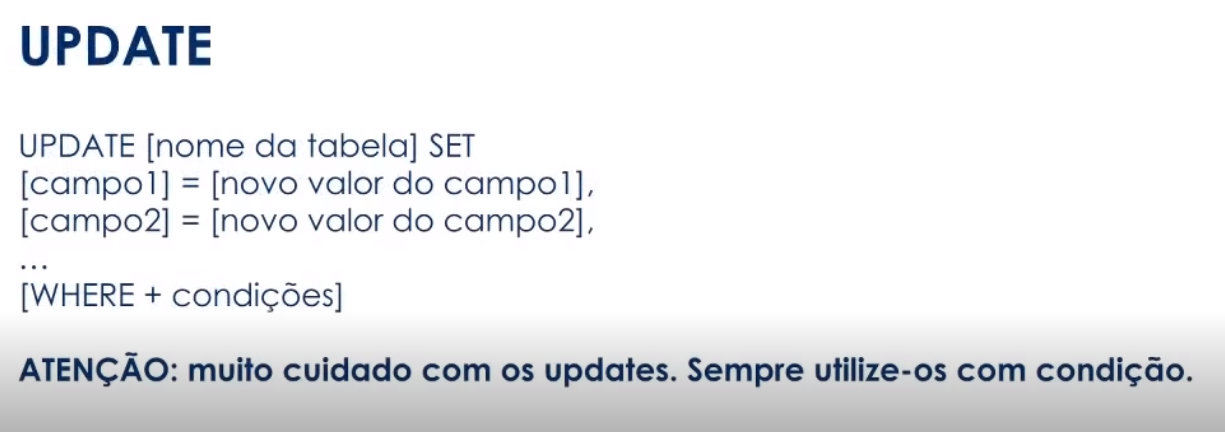 UPDATE
UPDATE [nome da tabela] SET
[campo1] = [novo valor do campo1],
[campo2] = [novo valor do campo2],
...
[WHERE + condições]
ATENÇÃO: muito cuidado com os updates. Sempre utilize-os com condição.